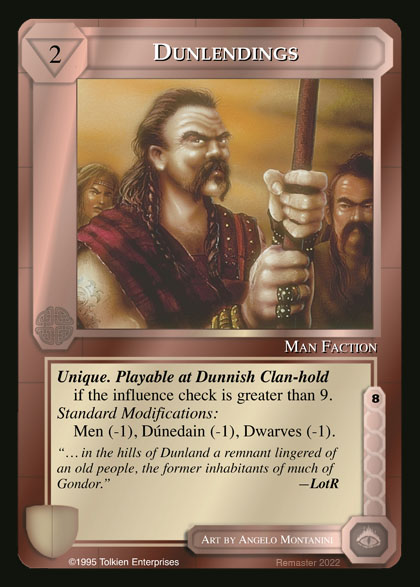 2
DUNLENDINGS
MAN FACTION
Unique. Playable at Dunnish Clan-hold
if the influence check is greater than 9.
Standard Modifications:
Men (-1), Dúnedain (-1), Dwarves (-1).
8
“… in the hills of Dunland a remnant lingered of
an old people, the former inhabitants of much of
Gondor.” –LotR
ART BY ANGELO MONTANINI
©1995 Tolkien Enterprises
Remaster 2022